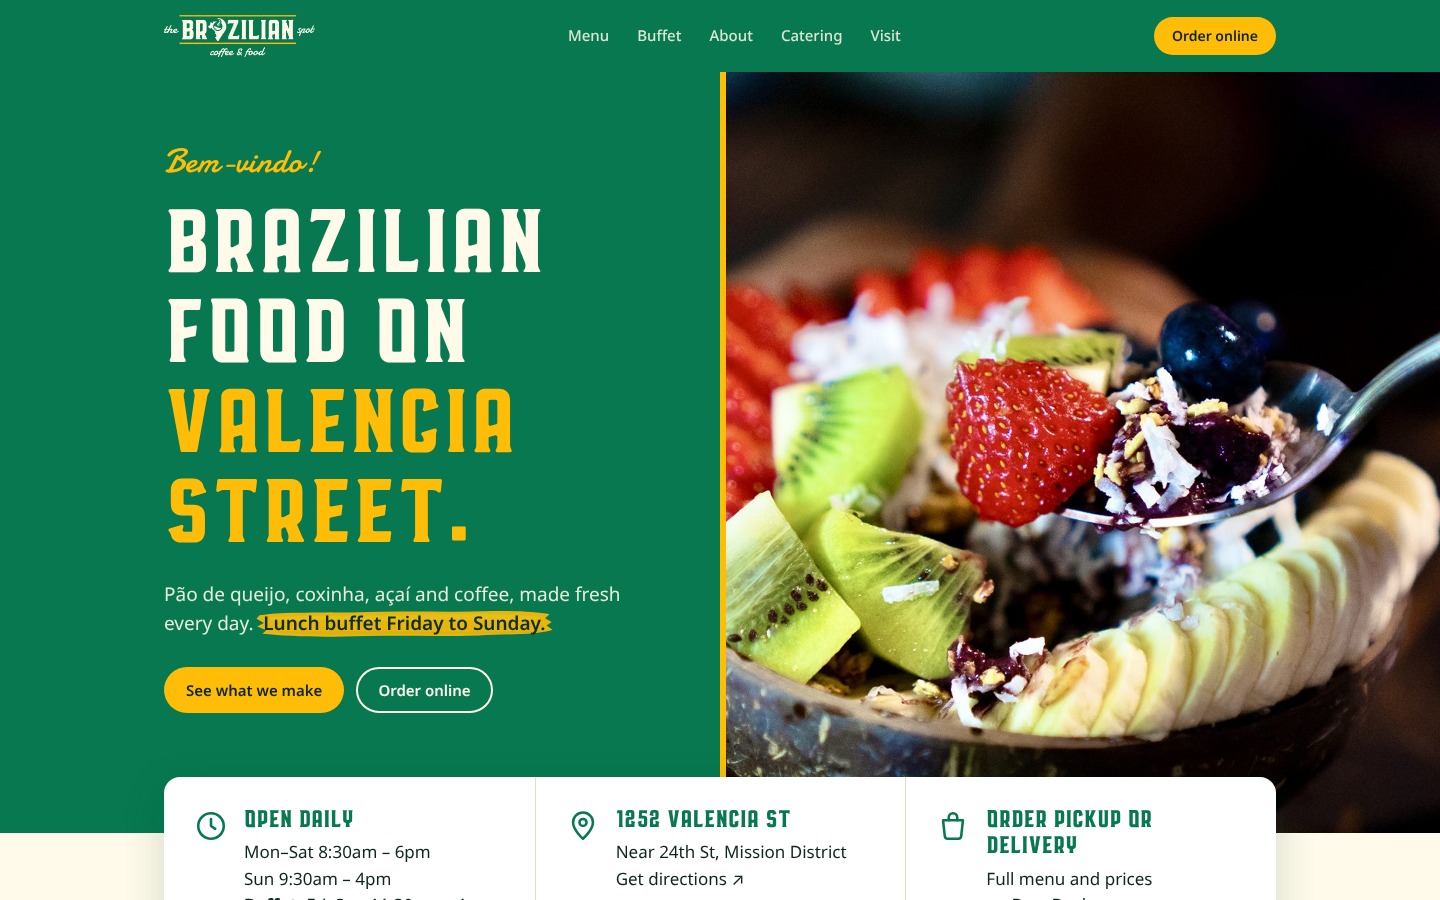 the BRAZILIAN spot
coffee & food
Menu
Buffet
About
Catering
Visit
Order online
Bem-vindo!
BRAZILIAN
FOOD ON
VALENCIA
STREET.
Pão de queijo, coxinha, açaí and coffee, made fresh
every day. Lunch buffet Friday to Sunday.
See what we make
Order online
OPEN DAILY
Mon–Sat 8:30am – 6pm
Sun 9:30am – 4pm
1252 VALENCIA ST
Near 24th St, Mission District
Get directions ↗
ORDER PICKUP OR
DELIVERY
Full menu and prices